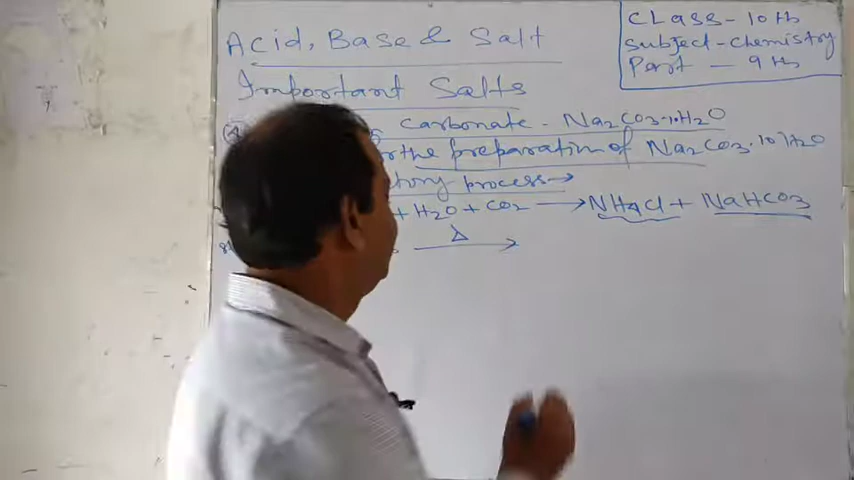 Acid, Base & Salt
CLass - 10th
Subject - Chemistry
Part - 9th
Important Salts
Carbonate - Na2CO3.10H2O
the preparation of Na2CO3.10H2O
process→
+ H2O + CO2 → NH4Cl + NaHCO3
Δ →